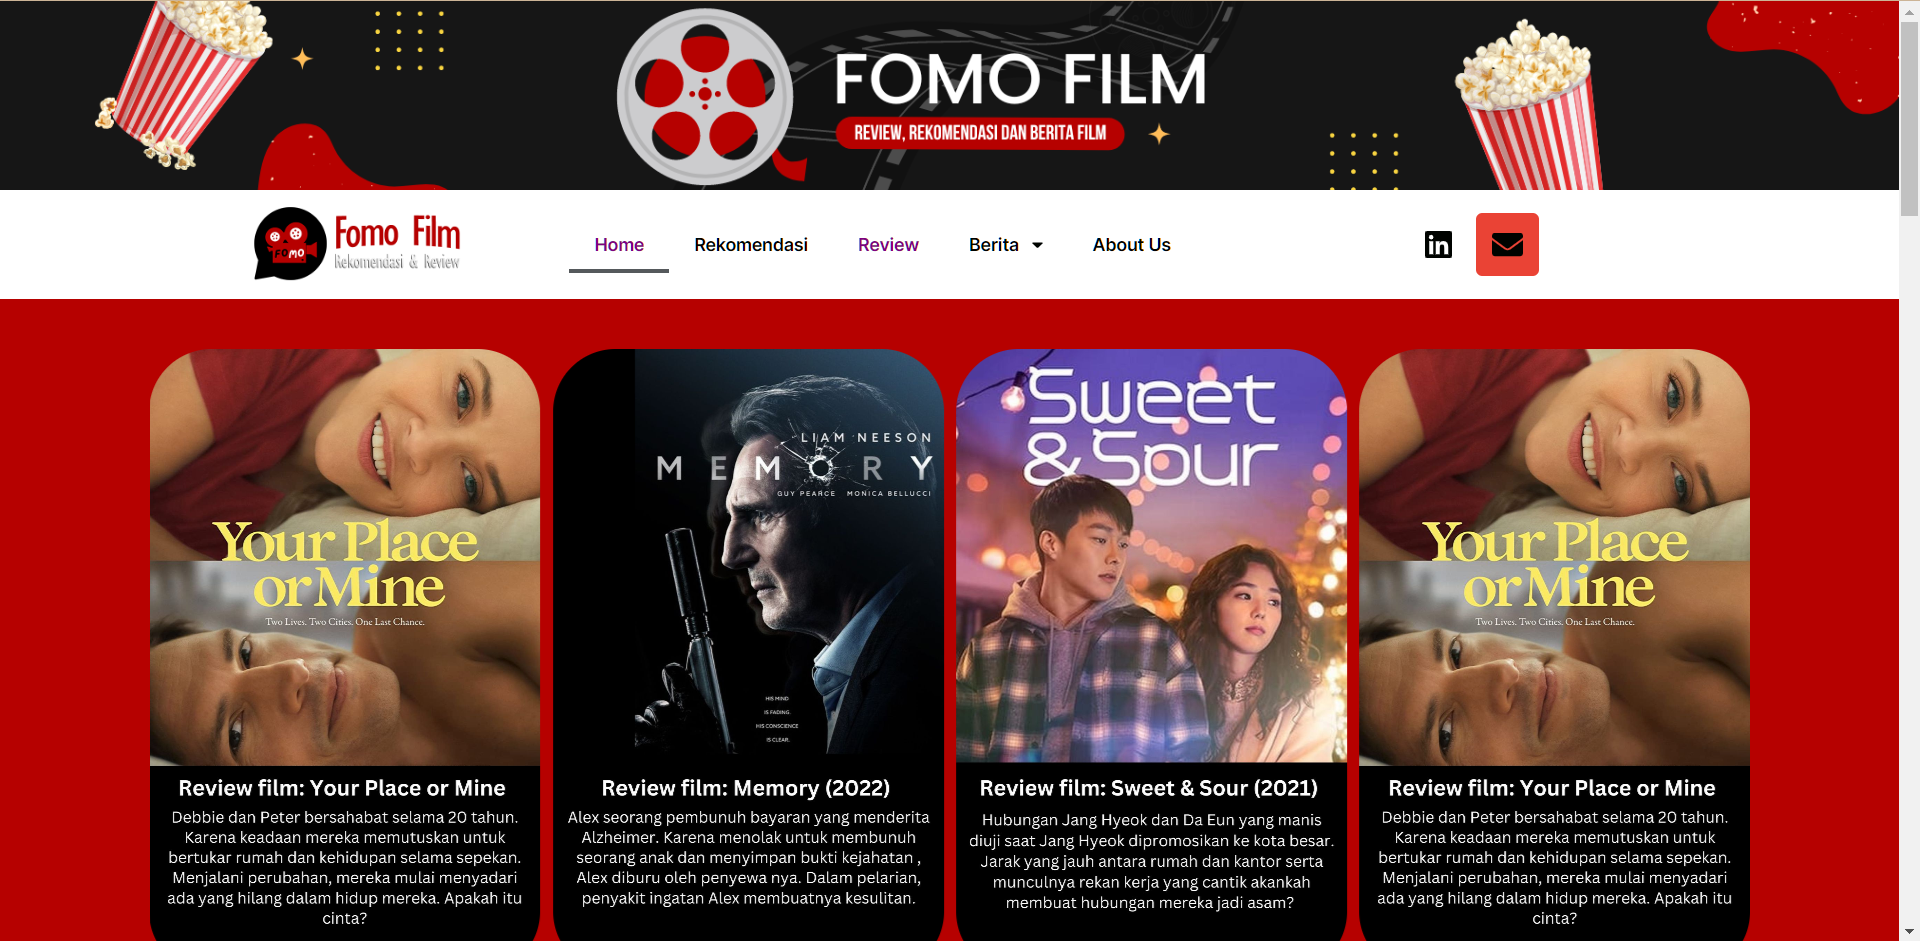 FOMO FILM
REVIEW, REKOMENDASI DAN BERITA FILM
FOMO
Fomo Film
Rekomendasi & Review
Home
Rekomendasi
Review
Berita
About Us
in
Your Place
or Mine
Two Lives. Two Cities. One Last Chance.
Review film: Your Place or Mine
Debbie dan Peter bersahabat selama 20 tahun.
Karena keadaan mereka memutuskan untuk
bertukar rumah dan kehidupan selama sepekan.
Menjalani perubahan, mereka mulai menyadari
ada yang hilang dalam hidup mereka. Apakah itu
cinta?
LIAM NEESON
MEMORY
GUY PEARCE MONICA BELLUCCI
HIS MIND
IS FADING.
HIS CONSCIENCE
IS CLEAR.
Review film: Memory (2022)
Alex seorang pembunuh bayaran yang menderita
Alzheimer. Karena menolak untuk membunuh
seorang anak dan menyimpan bukti kejahatan ,
Alex diburu oleh penyewa nya. Dalam pelarian,
penyakit ingatan Alex membuatnya kesulitan.
Sweet
& Sour
Review film: Sweet & Sour (2021)
Hubungan Jang Hyeok dan Da Eun yang manis
diuji saat Jang Hyeok dipromosikan ke kota besar.
Jarak yang jauh antara rumah dan kantor serta
munculnya rekan kerja yang cantik akankah
membuat hubungan mereka jadi asam?
Your Place
or Mine
Two Lives. Two Cities. One Last Chance.
Review film: Your Place or Mine
Debbie dan Peter bersahabat selama 20 tahun.
Karena keadaan mereka memutuskan untuk
bertukar rumah dan kehidupan selama sepekan.
Menjalani perubahan, mereka mulai menyadari
ada yang hilang dalam hidup mereka. Apakah itu
cinta?